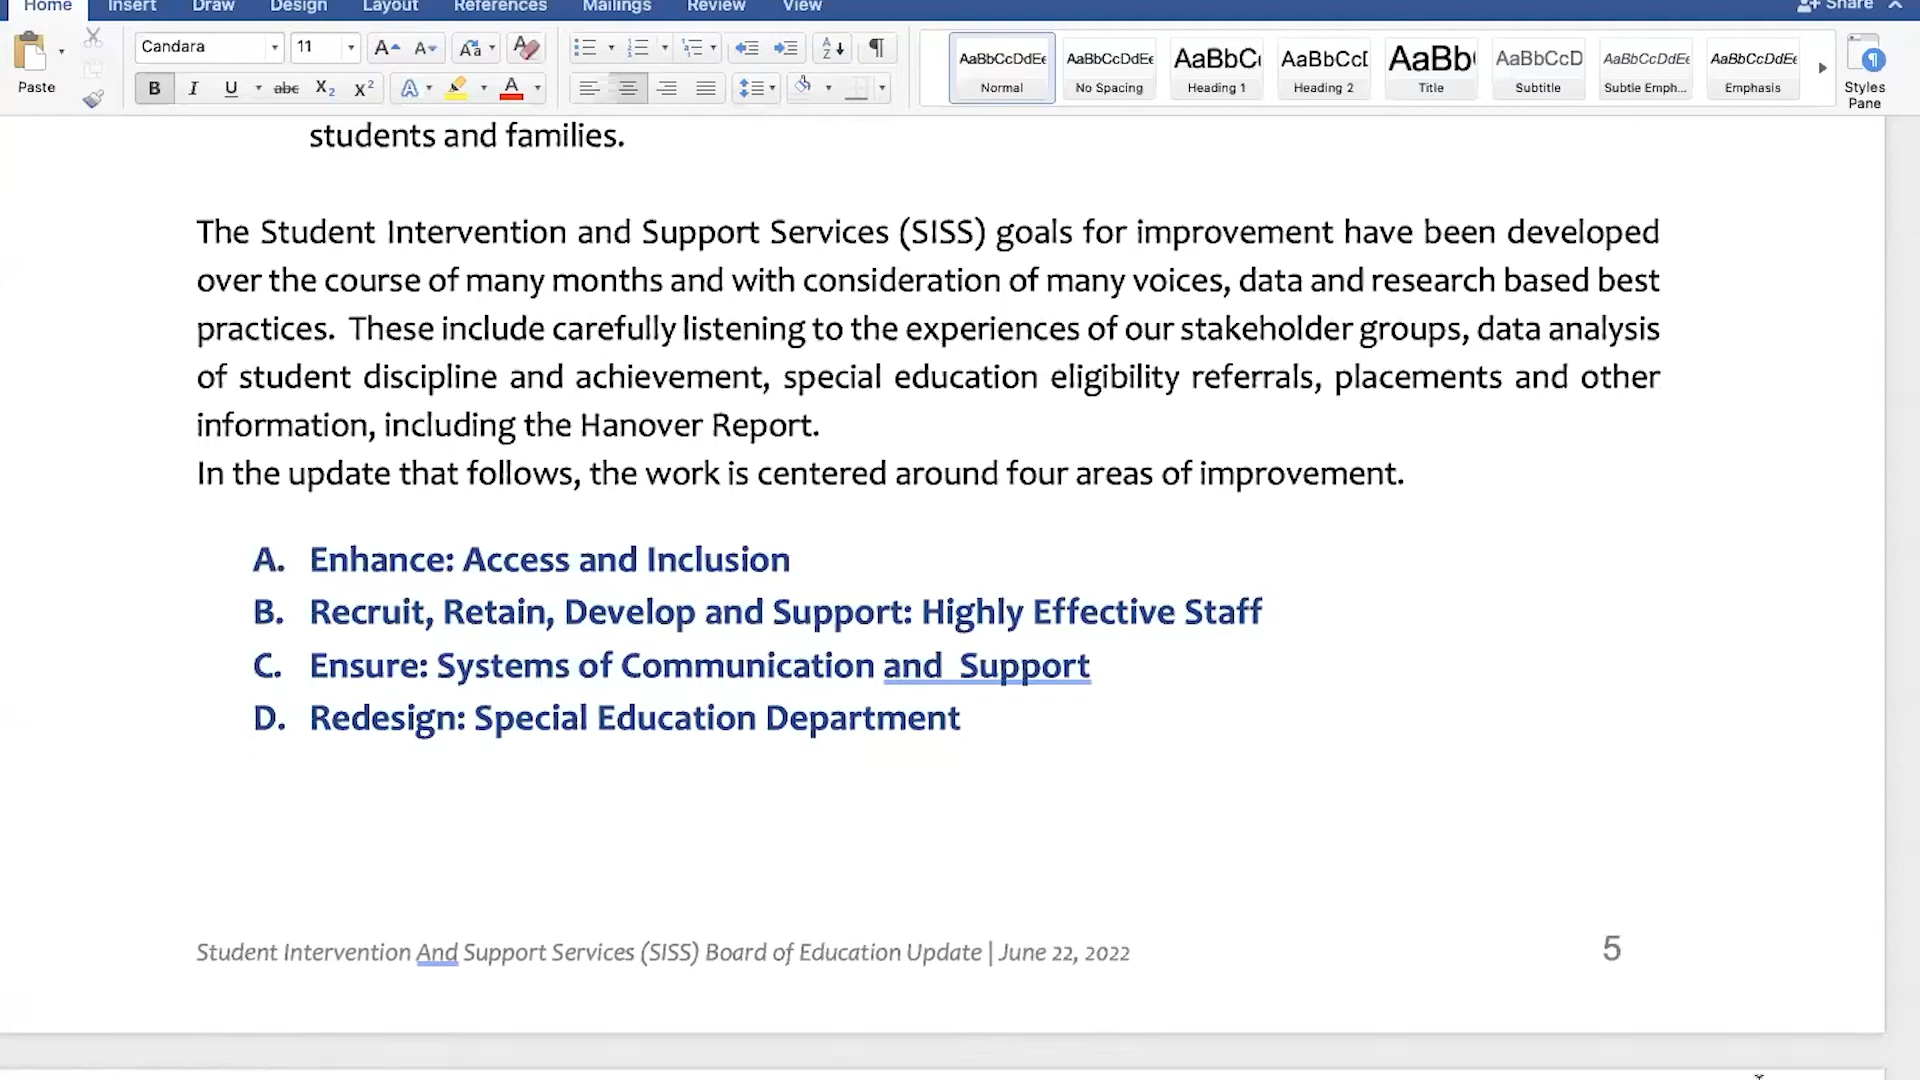 Home Insert Draw Design Layout References Mailings Review View Share
Candara 11 A A Aa A
AaBbCcDdEe AaBbCcDdEe AaBbC AaBbCcD AaBb AaBbCcD AaBbCcDdEe AaBbCcDdEe
Paste B I U abc X2 X2 A A
Normal No Spacing Heading 1 Heading 2 Title Subtitle Subtle Emph... Emphasis Styles
Pane
students and families.
The Student Intervention and Support Services (SISS) goals for improvement have been developed
over the course of many months and with consideration of many voices, data and research based best
practices. These include carefully listening to the experiences of our stakeholder groups, data analysis
of student discipline and achievement, special education eligibility referrals, placements and other
information, including the Hanover Report.
In the update that follows, the work is centered around four areas of improvement.
A. Enhance: Access and Inclusion
B. Recruit, Retain, Develop and Support: Highly Effective Staff
C. Ensure: Systems of Communication and  Support
D. Redesign: Special Education Department
Student Intervention And Support Services (SISS) Board of Education Update | June 22, 2022 5